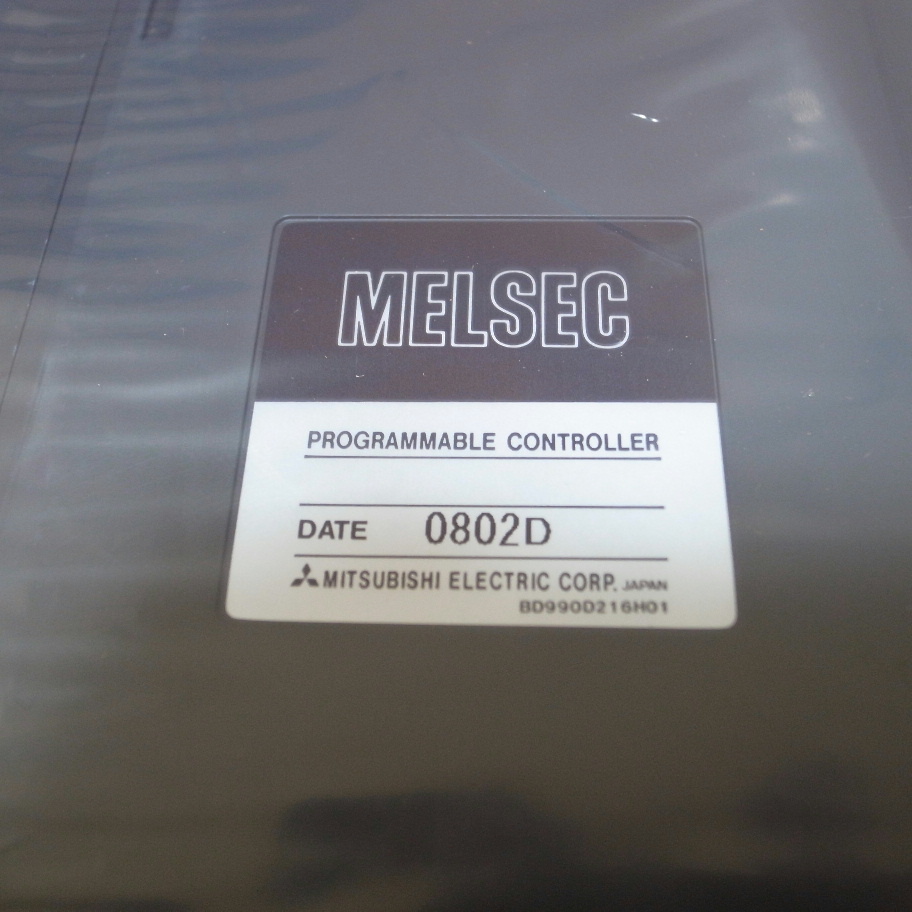 MELSEC
PROGRAMMABLE CONTROLLER
DATE 0802D
MITSUBISHI ELECTRIC CORP. JAPAN
BD990D216H01